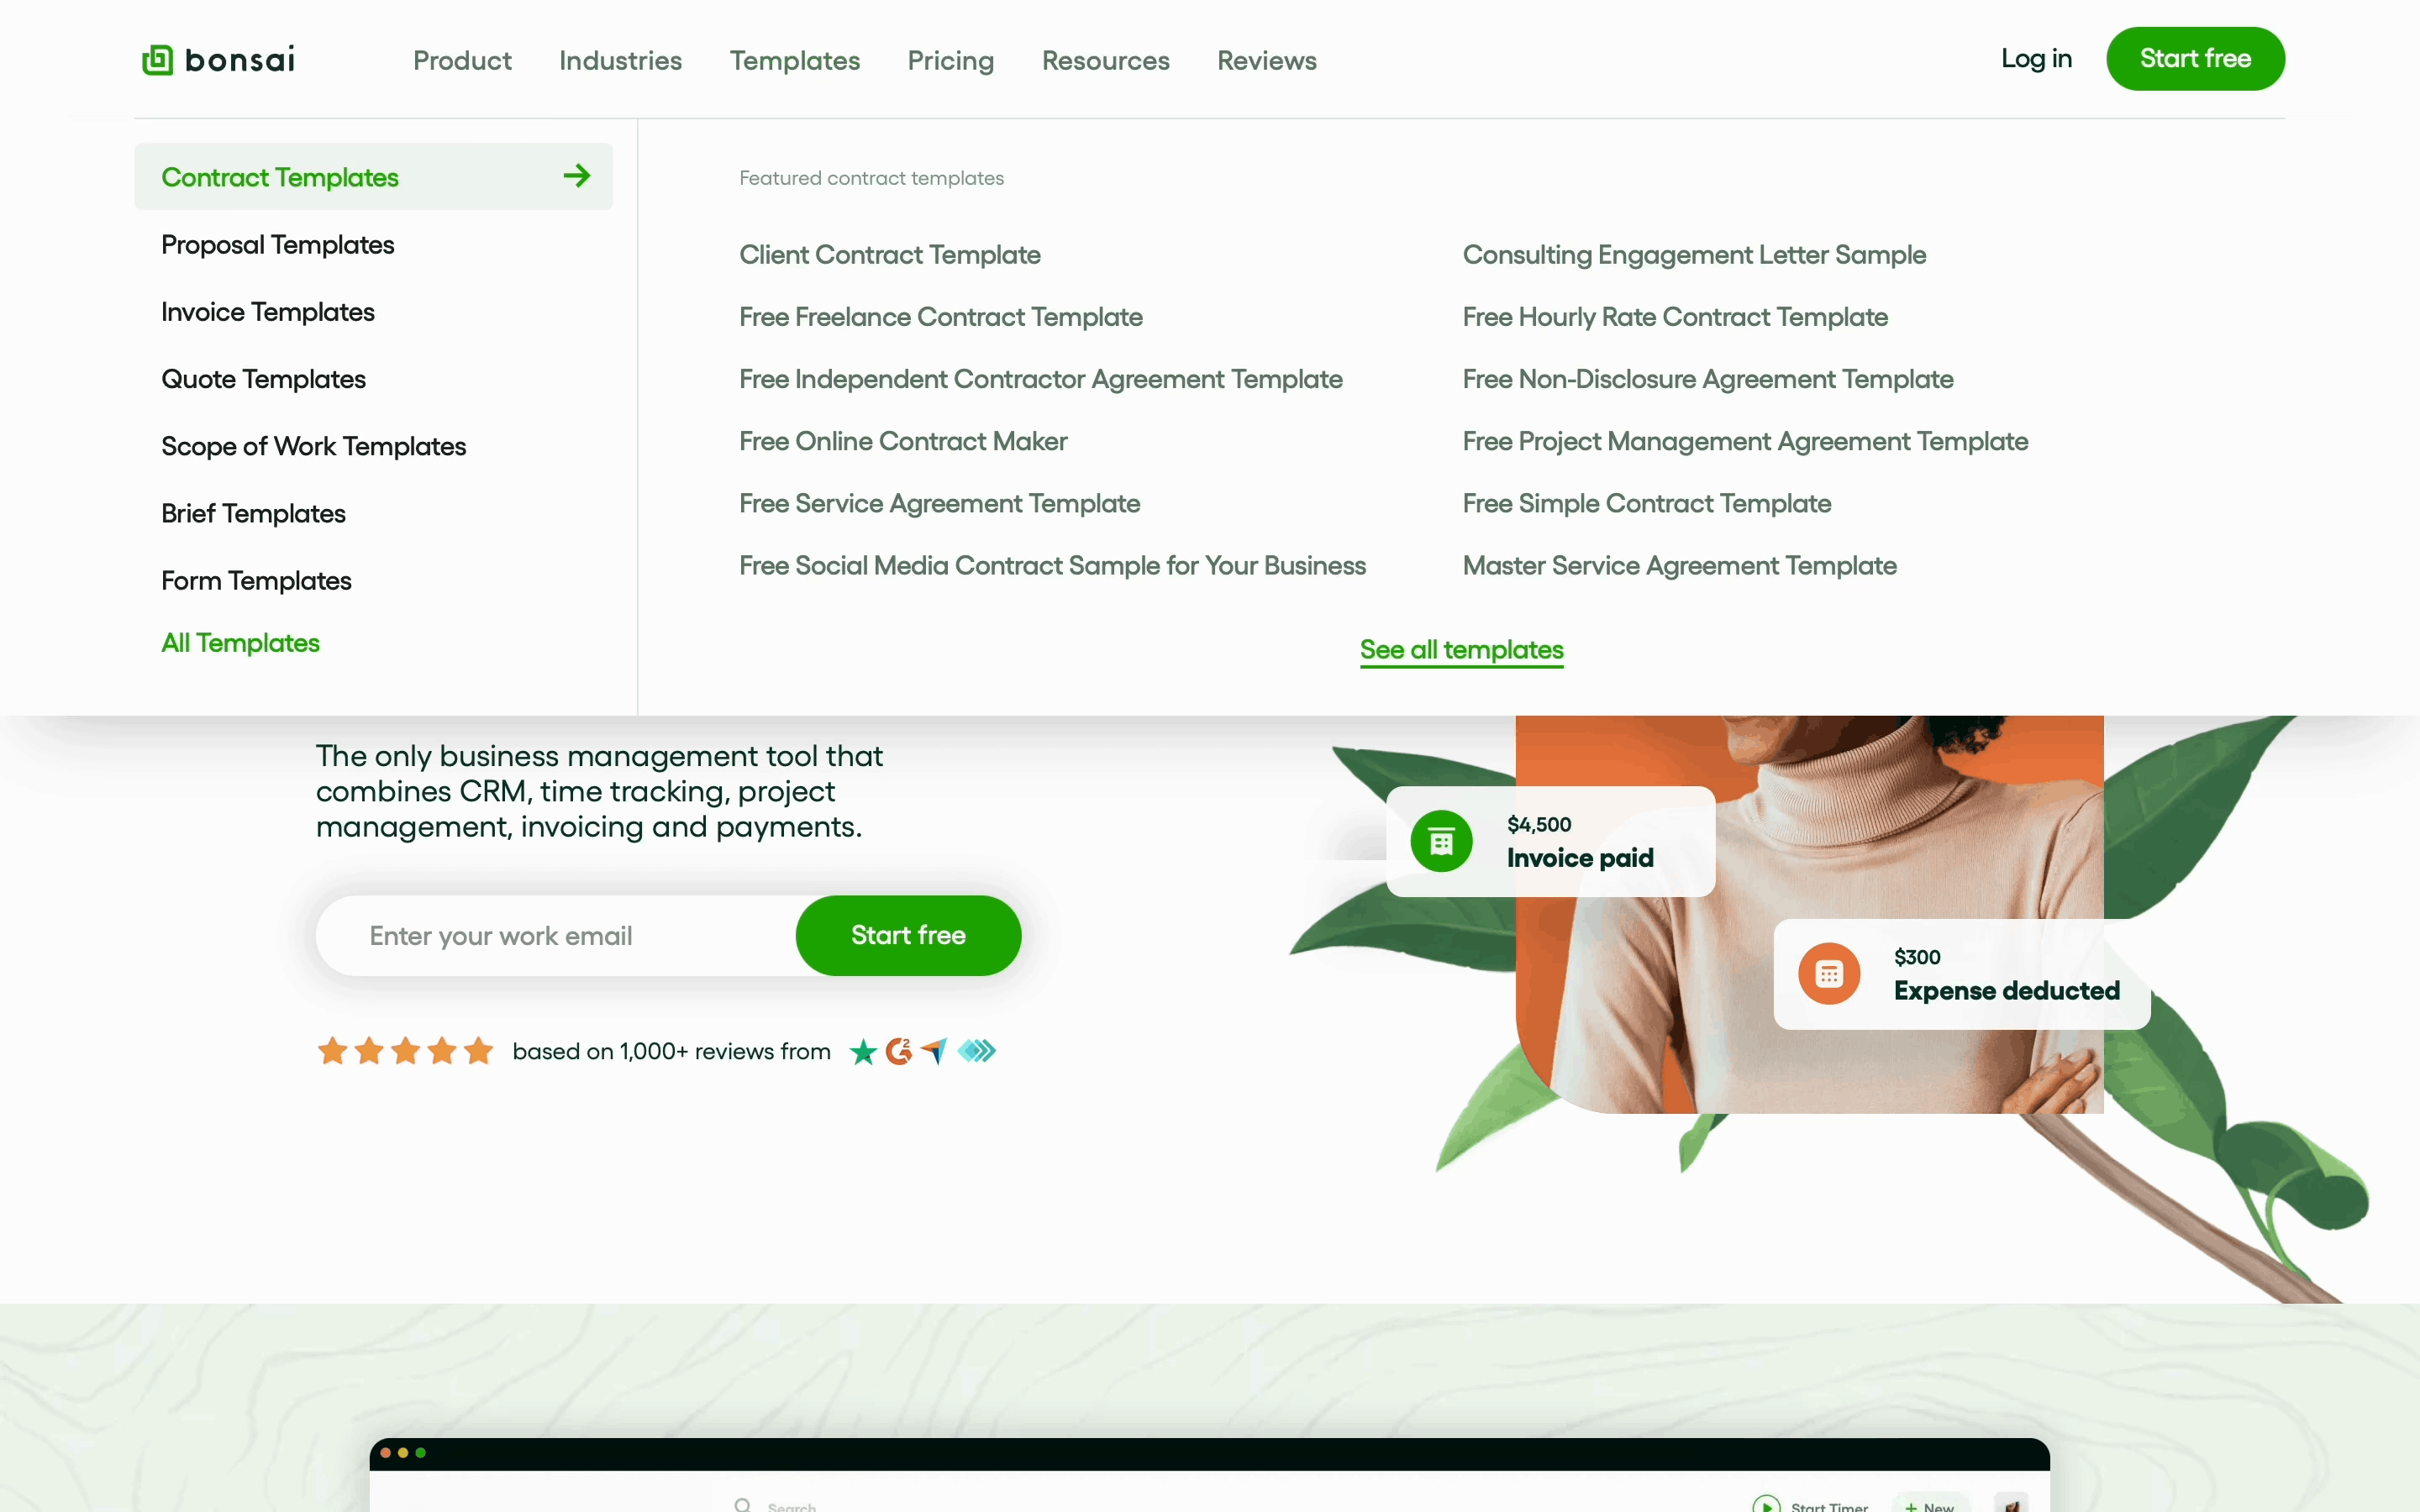 bonsai
Product Industries Templates Pricing Resources Reviews
Log in
Start free
Contract Templates
Proposal Templates
Invoice Templates
Quote Templates
Scope of Work Templates
Brief Templates
Form Templates
All Templates
Featured contract templates
Client Contract Template
Free Freelance Contract Template
Free Independent Contractor Agreement Template
Free Online Contract Maker
Free Service Agreement Template
Free Social Media Contract Sample for Your Business
Consulting Engagement Letter Sample
Free Hourly Rate Contract Template
Free Non-Disclosure Agreement Template
Free Project Management Agreement Template
Free Simple Contract Template
Master Service Agreement Template
See all templates
The only business management tool that
combines CRM, time tracking, project
management, invoicing and payments.
Enter your work email
Start free
based on 1,000+ reviews from
G2
$4,500
Invoice paid
$300
Expense deducted
Search
Start Timer
+ New